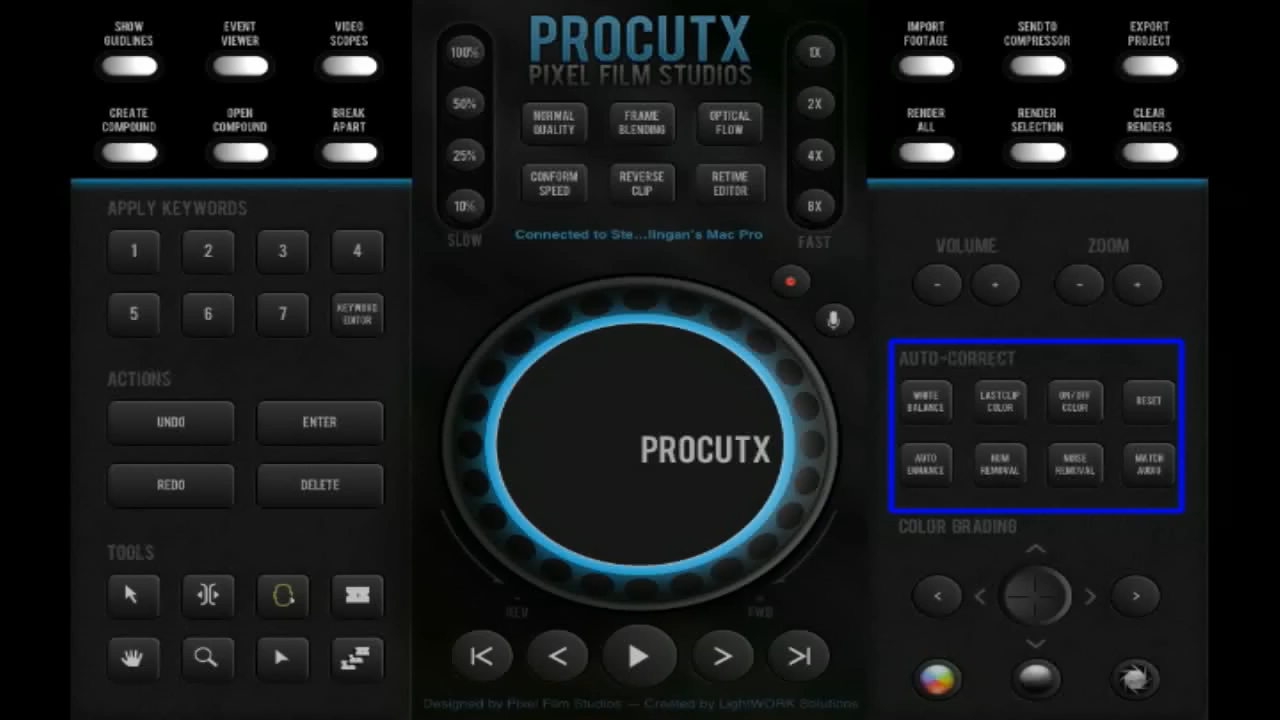 SHOW
GUIDLINES
EVENT
VIEWER
VIDEO
SCOPES
CREATE
COMPOUND
OPEN
COMPOUND
BREAK
APART
100%
50%
25%
10%
SLOW
PROCUTX
PIXEL FILM STUDIOS
NORMAL
QUALITY
FRAME
BLENDING
OPTICAL
FLOW
CONFORM
SPEED
REVERSE
CLIP
RETIME
EDITOR
Connected to Ste...lingan's Mac Pro
1X
2X
4X
8X
FAST
IMPORT
FOOTAGE
SEND TO
COMPRESSOR
EXPORT
PROJECT
RENDER
ALL
RENDER
SELECTION
CLEAR
RENDERS
APPLY KEYWORDS
1
2
3
4
5
6
7
KEYWORD
EDITOR
ACTIONS
UNDO
ENTER
REDO
DELETE
TOOLS
PROCUTX
REV
FWD
VOLUME
ZOOM
- +
- +
AUTO-CORRECT
WHITE
BALANCE
LAST CLIP
COLOR
ON/OFF
COLOR
RESET
AUTO
ENHANCE
HUM
REMOVAL
NOISE
REMOVAL
MATCH
AUDIO
COLOR GRADING
Designed by Pixel Film Studios — Created by LightWORK Solutions